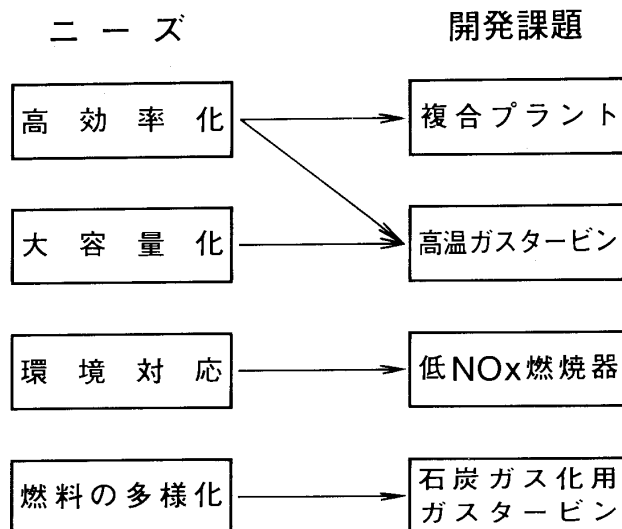 ニーズ
開発課題
高効率化
複合プラント
大容量化
高温ガスタービン
環境対応
低NOx燃焼器
燃料の多様化
石炭ガス化用
ガスタービン